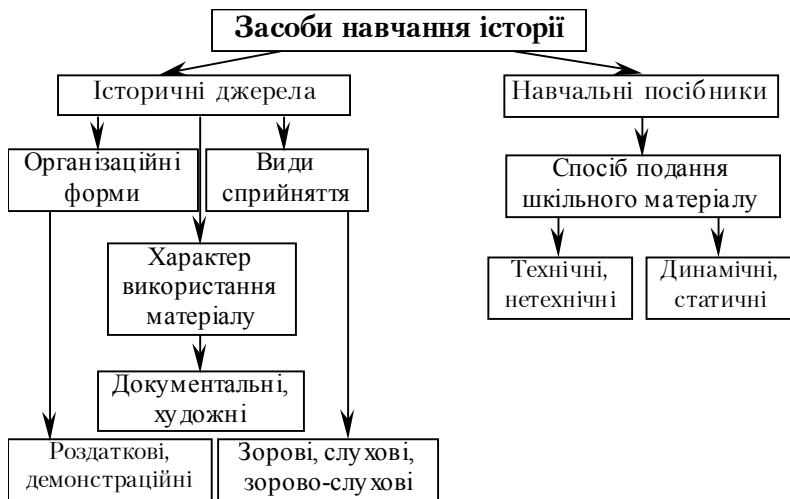 Засоби навчання історії
Історичні джерела
Навчальні посібники
Організаційні
форми
Види
сприйняття
Спосіб подання
шкільного матеріалу
Характер
використання
матеріалу
Технічні,
нетехнічні
Динамічні,
статичні
Документальні,
художні
Роздаткові,
демонстраційні
Зорові, слухові,
зорово-слухові